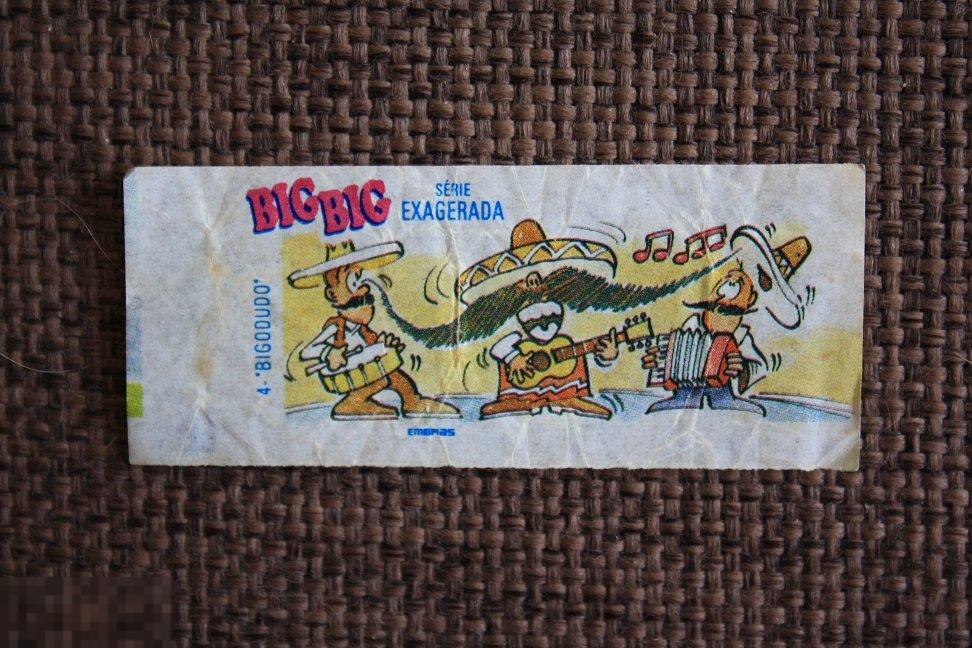 BIG BIG
SÉRIE
EXAGERADA
4-"BIGODUDO"
EMBRAS